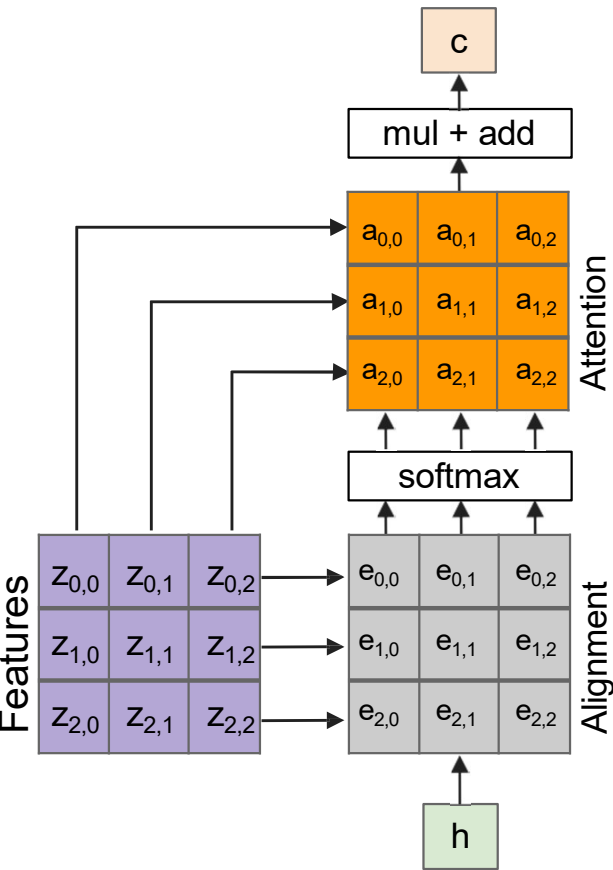 c
mul + add
a0,0 a0,1 a0,2
a1,0 a1,1 a1,2
a2,0 a2,1 a2,2
Attention
softmax
Features
z0,0 z0,1 z0,2
z1,0 z1,1 z1,2
z2,0 z2,1 z2,2
e0,0 e0,1 e0,2
e1,0 e1,1 e1,2
e2,0 e2,1 e2,2
Alignment
h